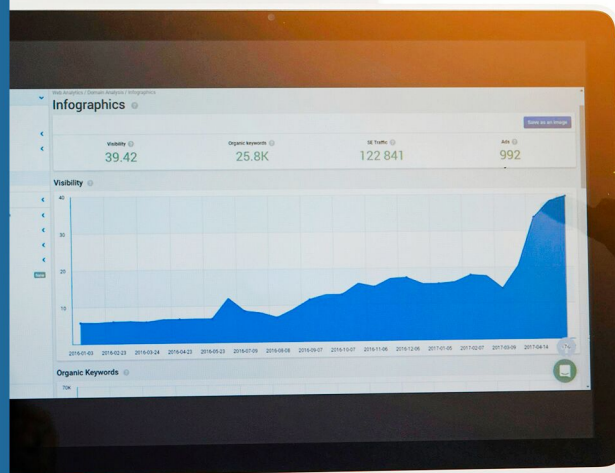 Web Analytics / Domain Analysis / Infographics
Infographics
Save as an image
Visibility
Organic keywords
SE Traffic
Ads
39.42
25.8K
122 841
992
Visibility
40
30
20
10
2016-01-03 2016-02-23 2016-03-24 2016-04-23 2016-05-23 2016-07-09 2016-08-08 2016-09-07 2016-10-07 2016-11-06 2016-12-06 2017-01-05 2017-02-07 2017-03-09 2017-04-16
Organic Keywords
70K